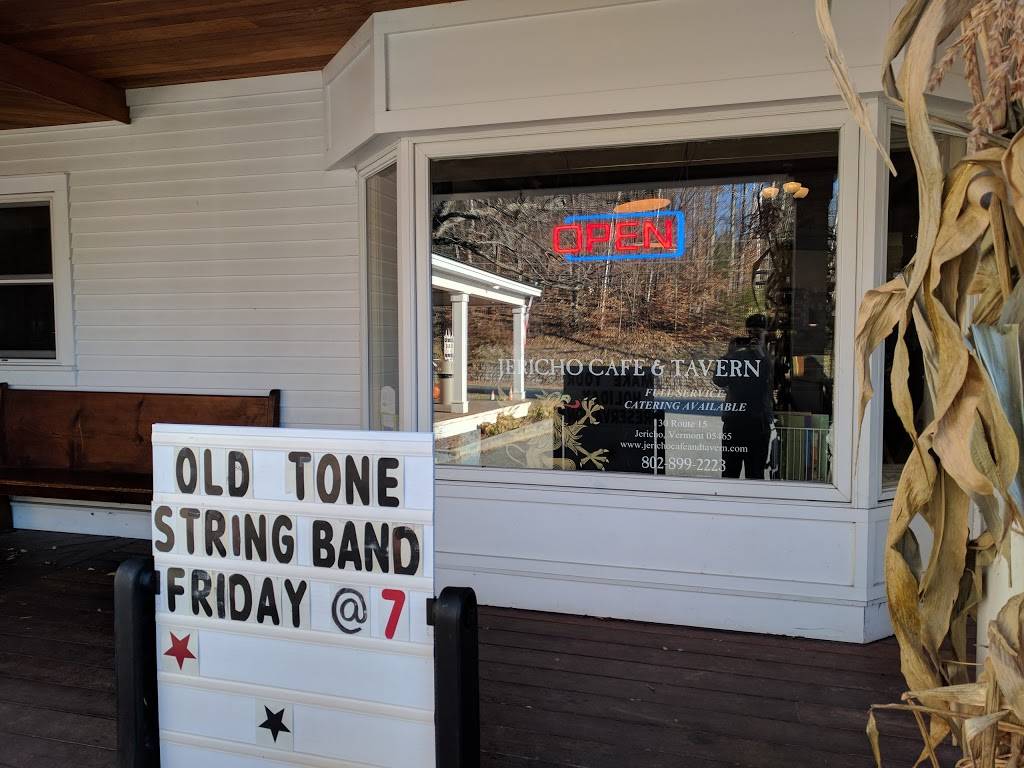 OPEN
JERICHO CAFE & TAVERN
FULL SERVICE
CATERING AVAILABLE
30 Route 15
Jericho, Vermont 05465
www.jerichocafeandtavern.com
802-899-2223
OLD TONE
STRING BAND
FRIDAY @ 7